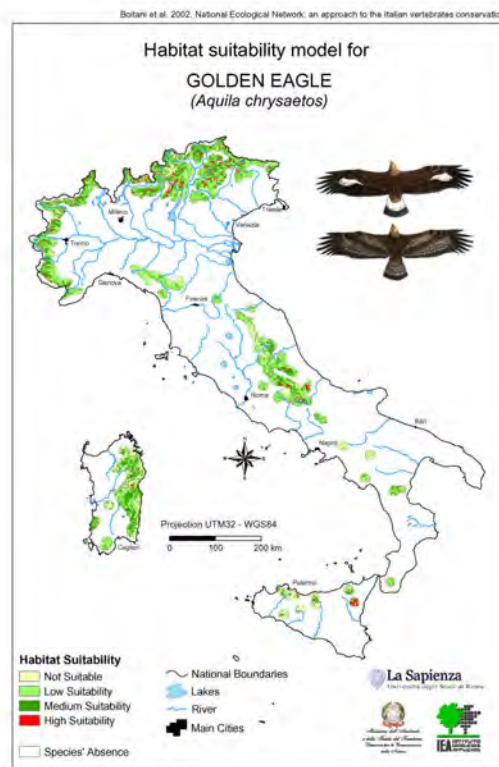 Boitani et al. 2002. National Ecological Network: an approach to the Italian vertebrates conservation
Habitat suitability model for
GOLDEN EAGLE
(Aquila chrysaetos)
Trieste
Milano
Venezia
Torino
Genova
Firenze
Roma
Bari
Napoli
Cagliari
Projection UTM32 - WGS84
0 100 200 km
Palermo
Habitat Suitability
Not Suitable
Low Suitability
Medium Suitability
High Suitability
Species' Absence
National Boundaries
Lakes
River
Main Cities
La Sapienza
Università degli Studi di Roma
IEA ISTITUTO